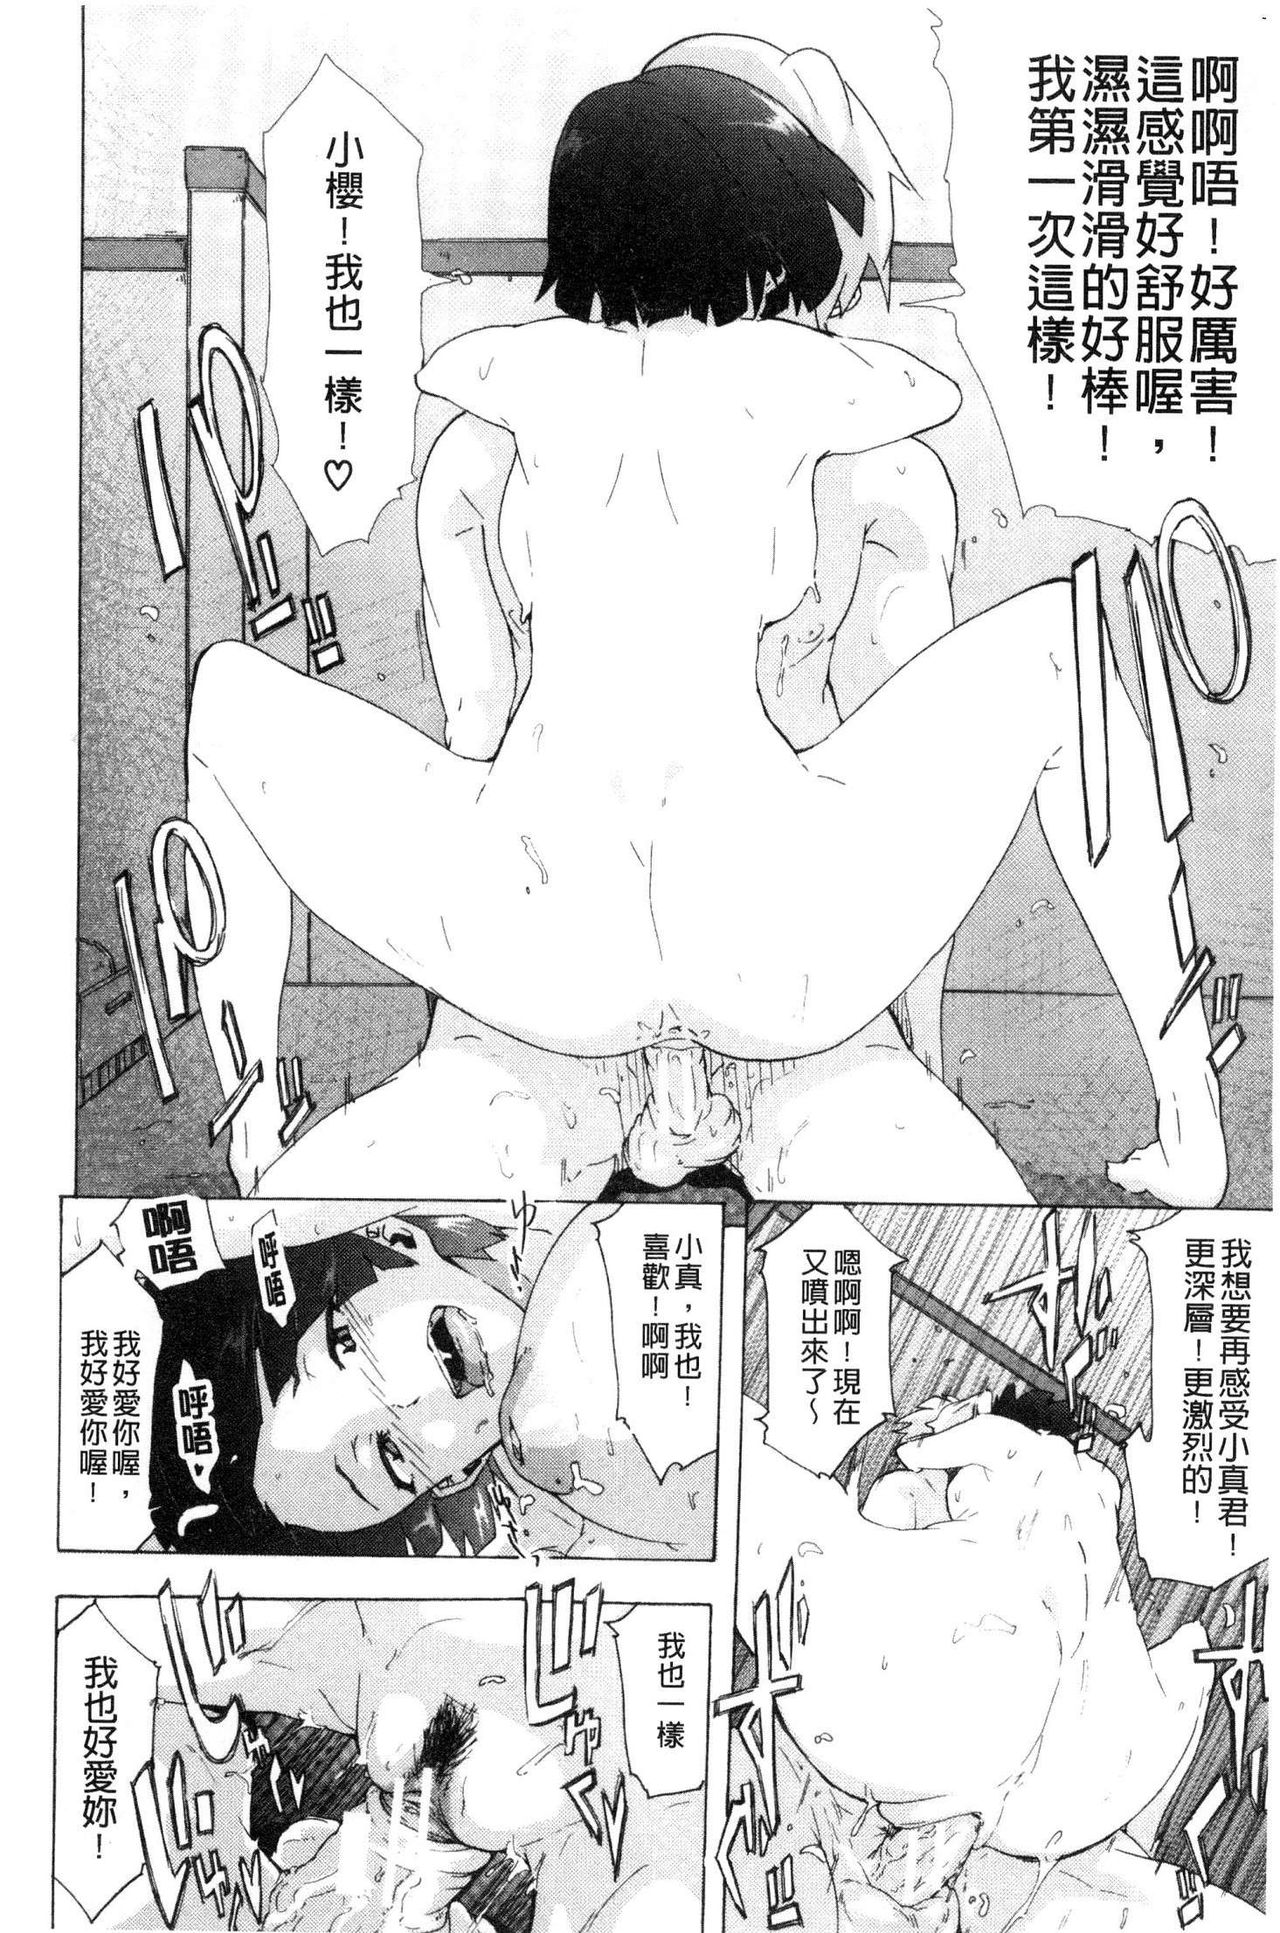 啊啊唔！好厲害！
這感覺好舒服喔，
濕濕滑滑的好棒！
我第一次這樣！
小櫻！我也一樣！♡
我想要再感受小真君！
更深層！更激烈的！
嗯啊啊！現在
又噴出來了～
小真，我也！
喜歡！啊啊
啊唔
呼唔
呼唔
我好愛你喔，
我好愛你喔！
我也一樣
我也好愛妳！